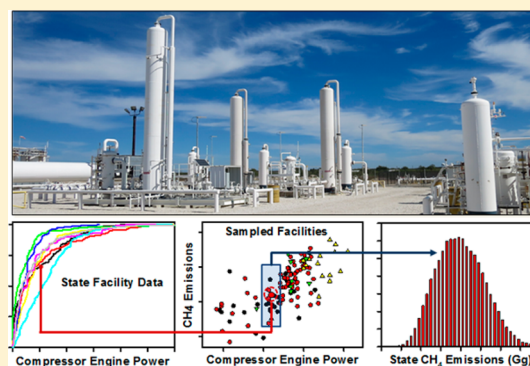 State Facility Data
Compressor Engine Power
Sampled Facilities
CH4 Emissions
Compressor Engine Power
State CH4 Emissions (Gg)